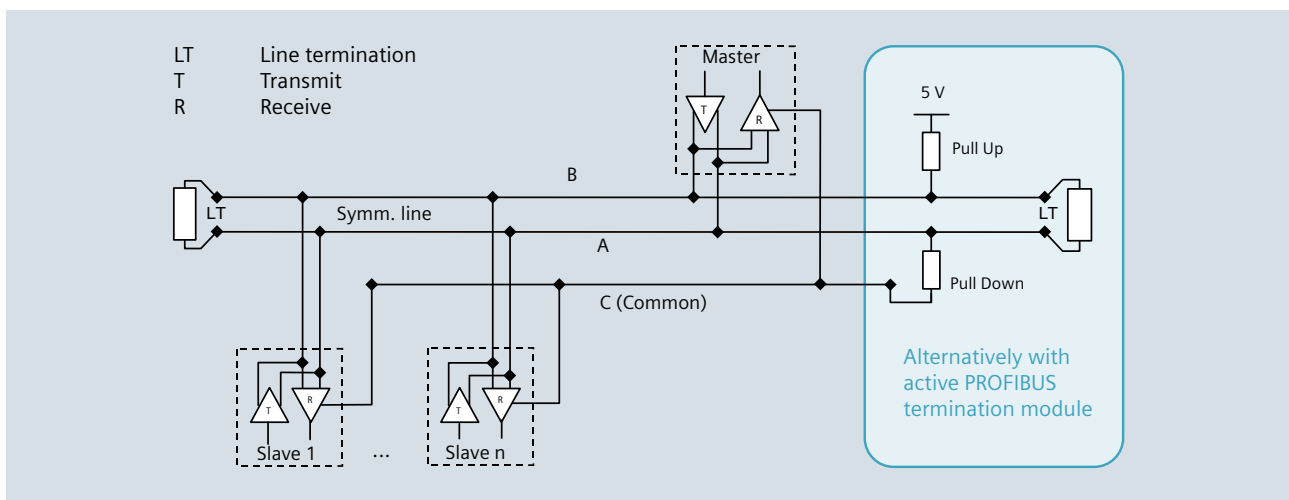 LT Line termination
T Transmit
R Receive
Master
T
R
5 V
Pull Up
B
LT
Symm. line
LT
A
C (Common)
Pull Down
T
R
Slave 1
...
T
R
Slave n
Alternatively with
active PROFIBUS
termination module